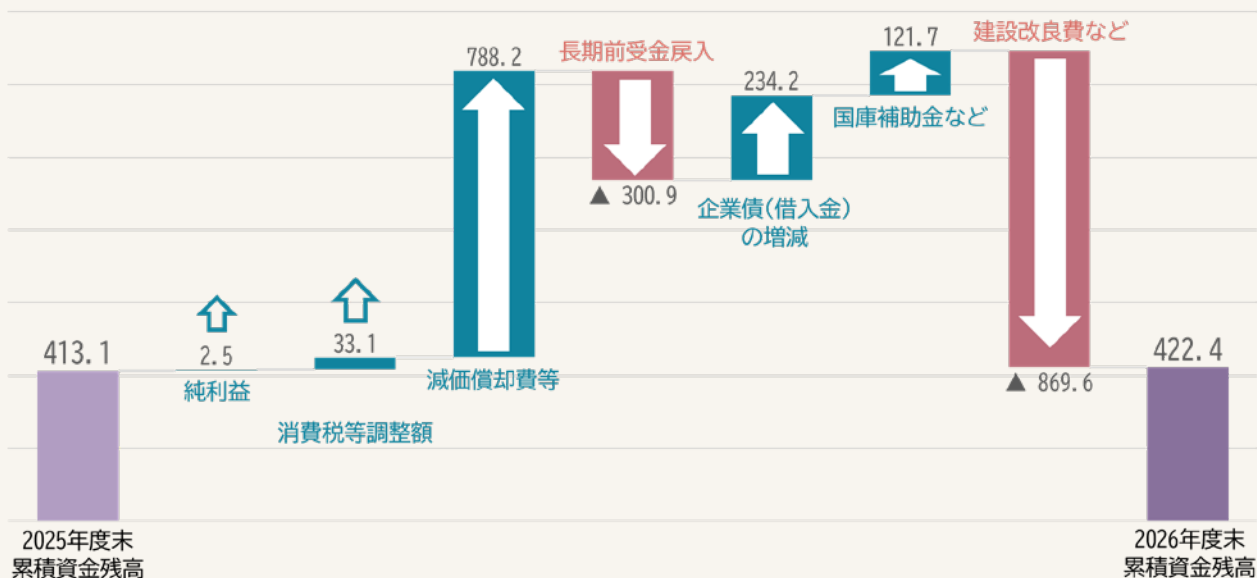 413.1
2025年度末
累積資金残高
2.5
純利益
33.1
消費税等調整額
788.2
減価償却費等
長期前受金戻入
▲ 300.9
234.2
企業債(借入金)
の増減
121.7
国庫補助金など
建設改良費など
▲ 869.6
422.4
2026年度末
累積資金残高